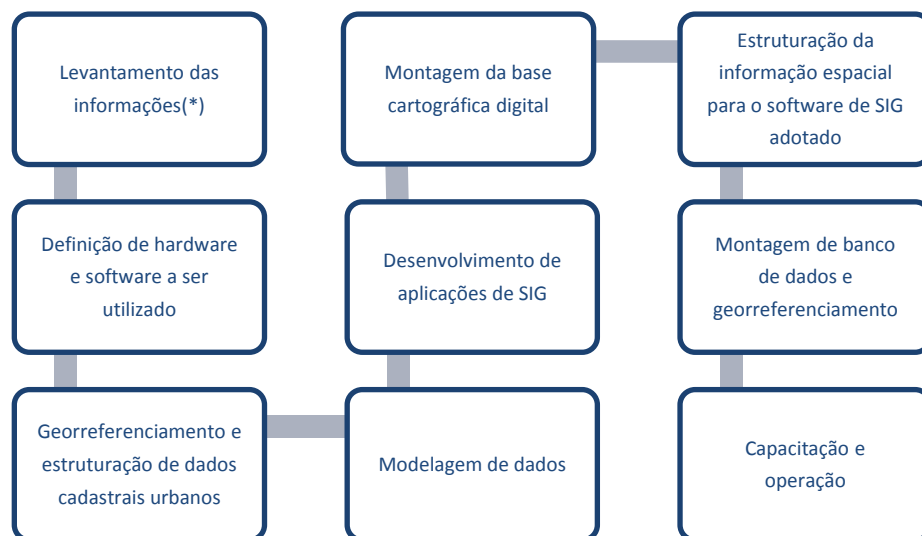 Levantamento das
informações(*)
Definição de hardware
e software a ser
utilizado
Georreferenciamento e
estruturação de dados
cadastrais urbanos
Modelagem de dados
Desenvolvimento de
aplicações de SIG
Montagem da base
cartográfica digital
Estruturação da
informação espacial
para o software de SIG
adotado
Montagem de banco
de dados e
georreferenciamento
Capacitação e
operação